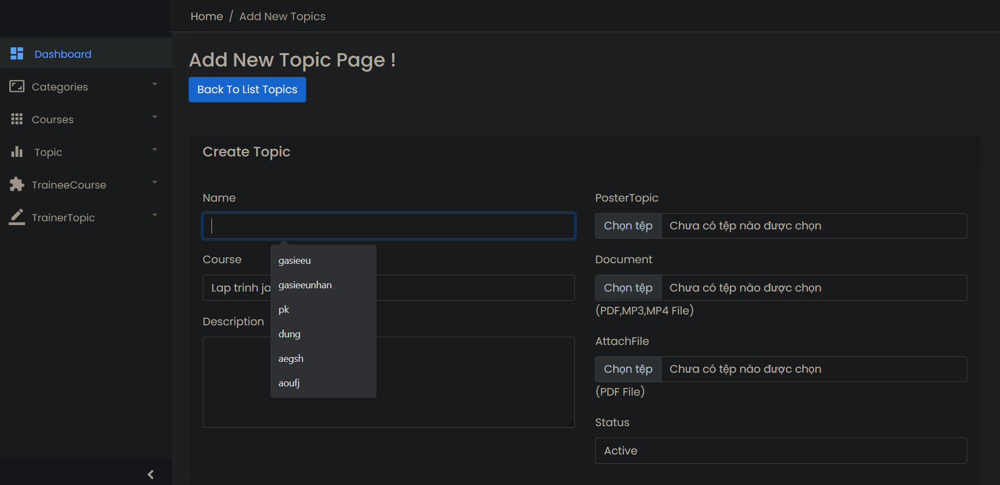 Home / Add New Topics
Dashboard
Categories
Courses
Topic
TraineeCourse
TrainerTopic
Add New Topic Page !
Back To List Topics
Create Topic
Name
gasieeu
gasieeunhan
pk
dung
aegsh
aoufj
Course
Lap trinh ja
Description
PosterTopic
Chọn tệp Chưa có tệp nào được chọn
Document
Chọn tệp Chưa có tệp nào được chọn
(PDF,MP3,MP4 File)
AttachFile
Chọn tệp Chưa có tệp nào được chọn
(PDF File)
Status
Active